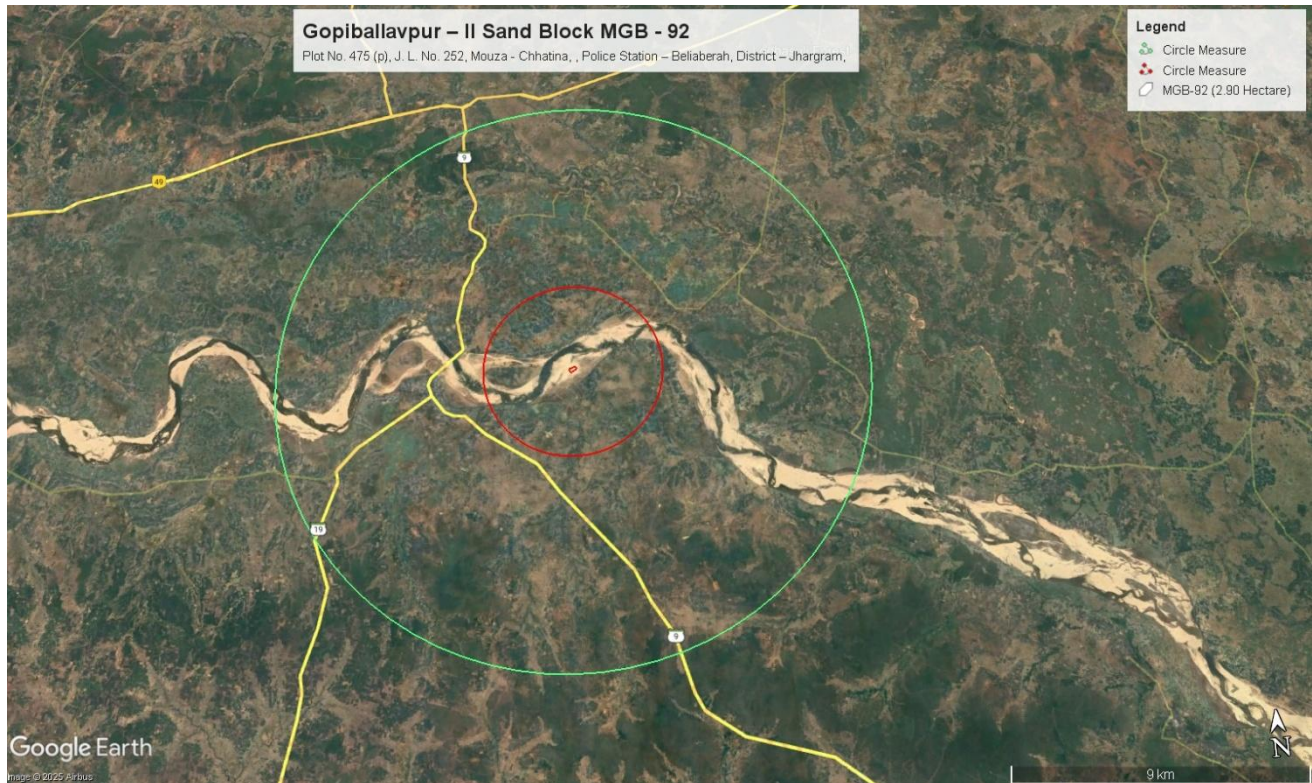 Gopiballavpur – II Sand Block MGB - 92
Plot No. 475 (p), J. L. No. 252, Mouza - Chhatina, , Police Station – Beliaberah, District – Jhargram,
Legend
Circle Measure
Circle Measure
MGB-92 (2.90 Hectare)
9
49
19
9
N
Google Earth
Image © 2025 Airbus
9 km